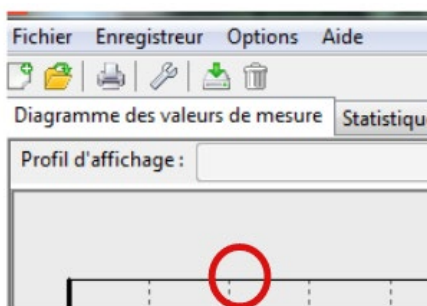 Fichier Enregistreur Options Aide
Diagramme des valeurs de mesure Statistiqu
Profil d'affichage :